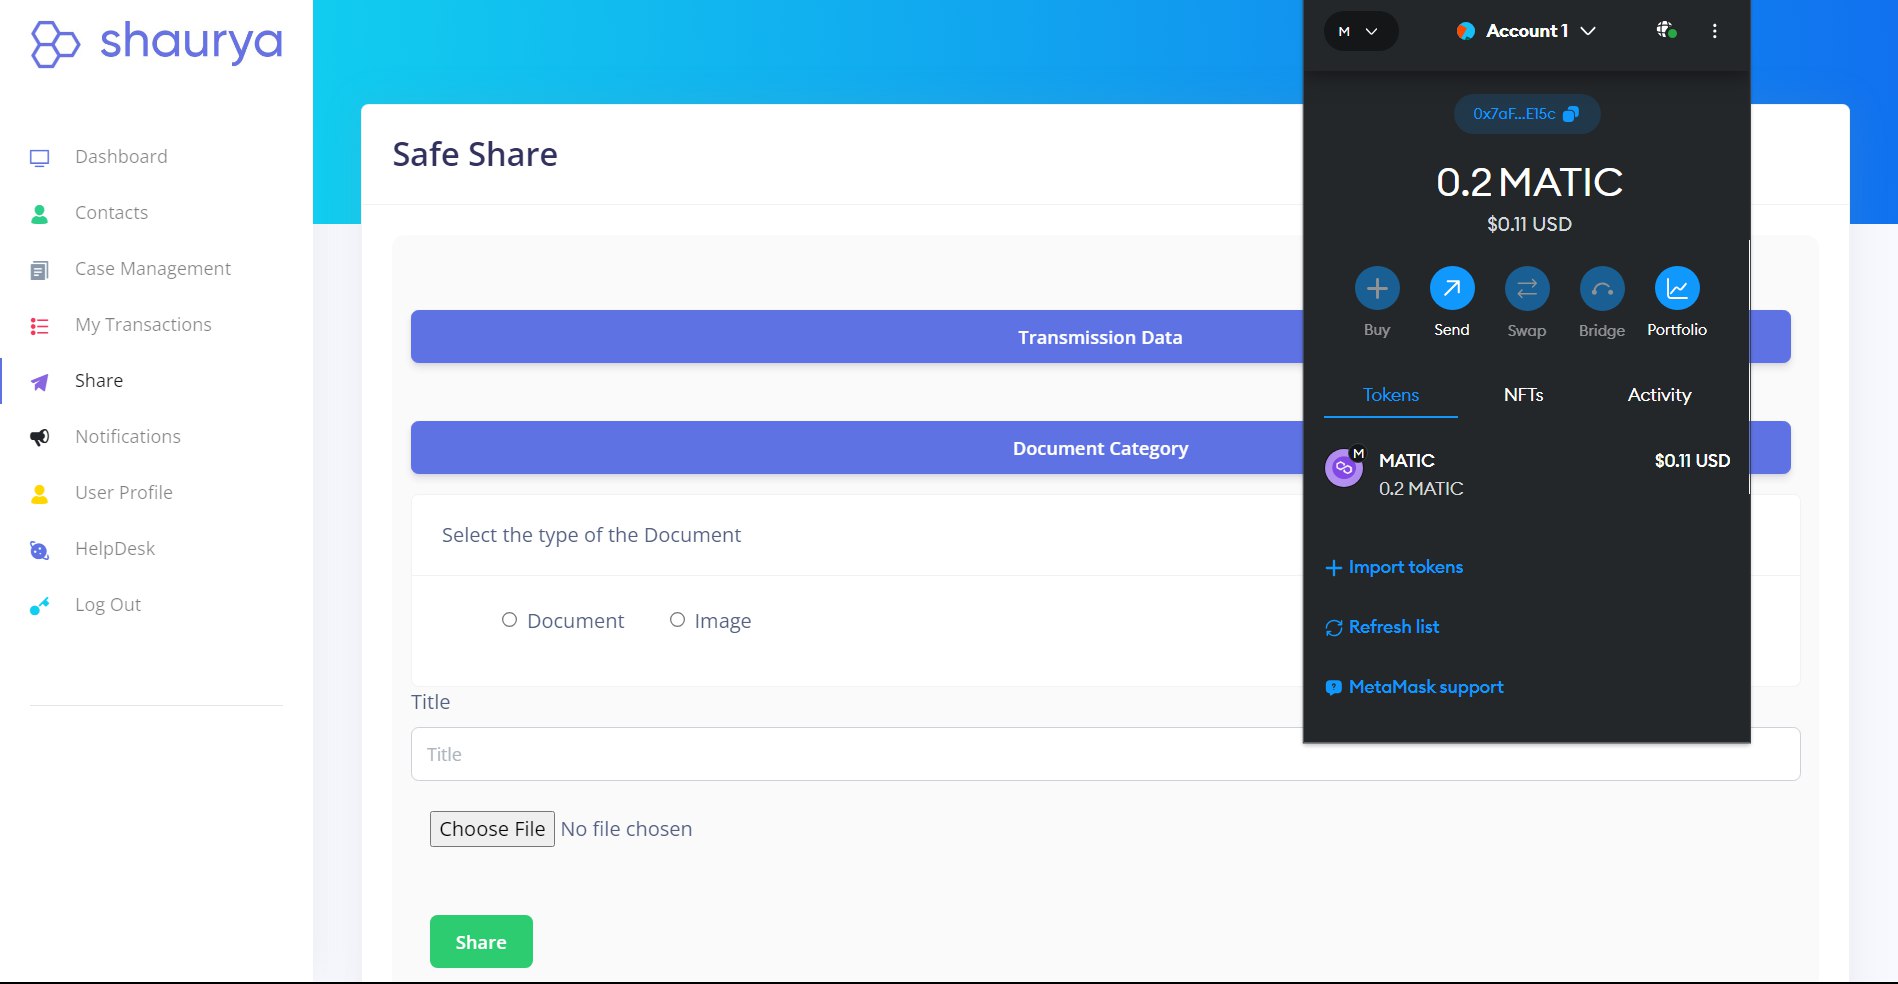 shaurya
Dashboard
Contacts
Case Management
My Transactions
Share
Notifications
User Profile
HelpDesk
Log Out
Safe Share
Transmission Data
Document Category
Select the type of the Document
Document Image
Title
Title
Choose File No file chosen
Share
M Account 1
0x7aF...E15c
0.2 MATIC
$0.11 USD
Buy Send Swap Bridge Portfolio
Tokens NFTs Activity
M
MATIC $0.11 USD
0.2 MATIC
Import tokens
Refresh list
MetaMask support